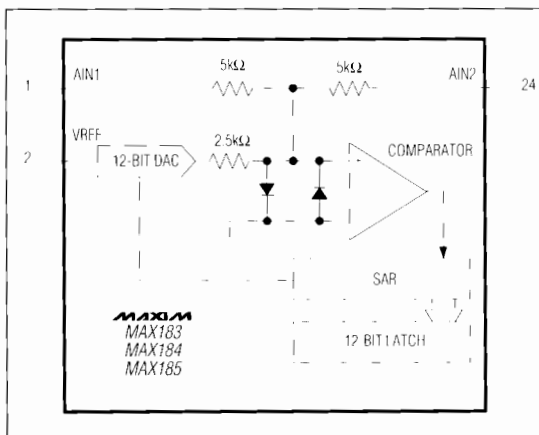 5kΩ 5kΩ
1 AIN1 AIN2 24
VREF
2 12-BIT DAC 2.5kΩ COMPARATOR
SAR
MAXIM
MAX183
MAX184 12 BIT LATCH
MAX185